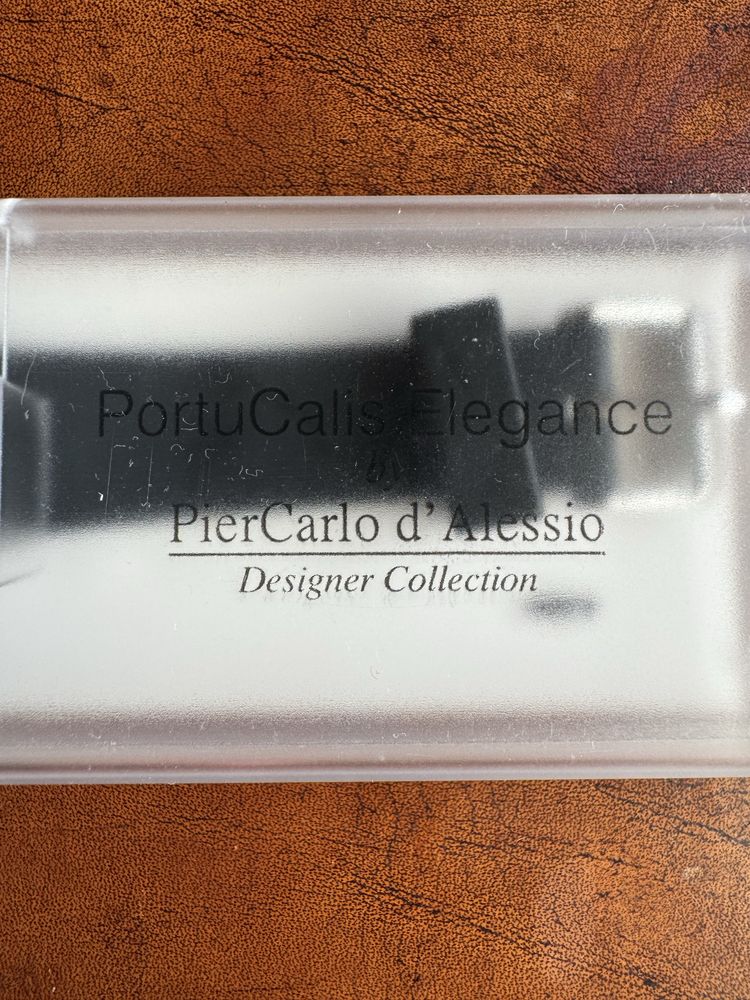 PortuCalis Elegance
by
PierCarlo d'Alessio
Designer Collection